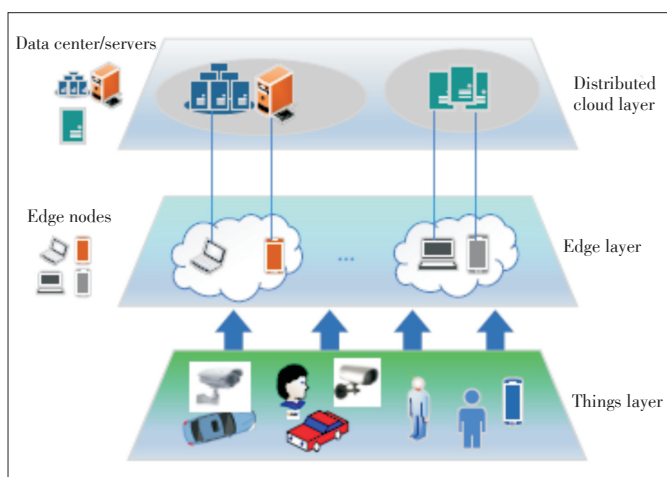 Data center/servers
Distributed
cloud layer
Edge nodes
Edge layer
...
Things layer